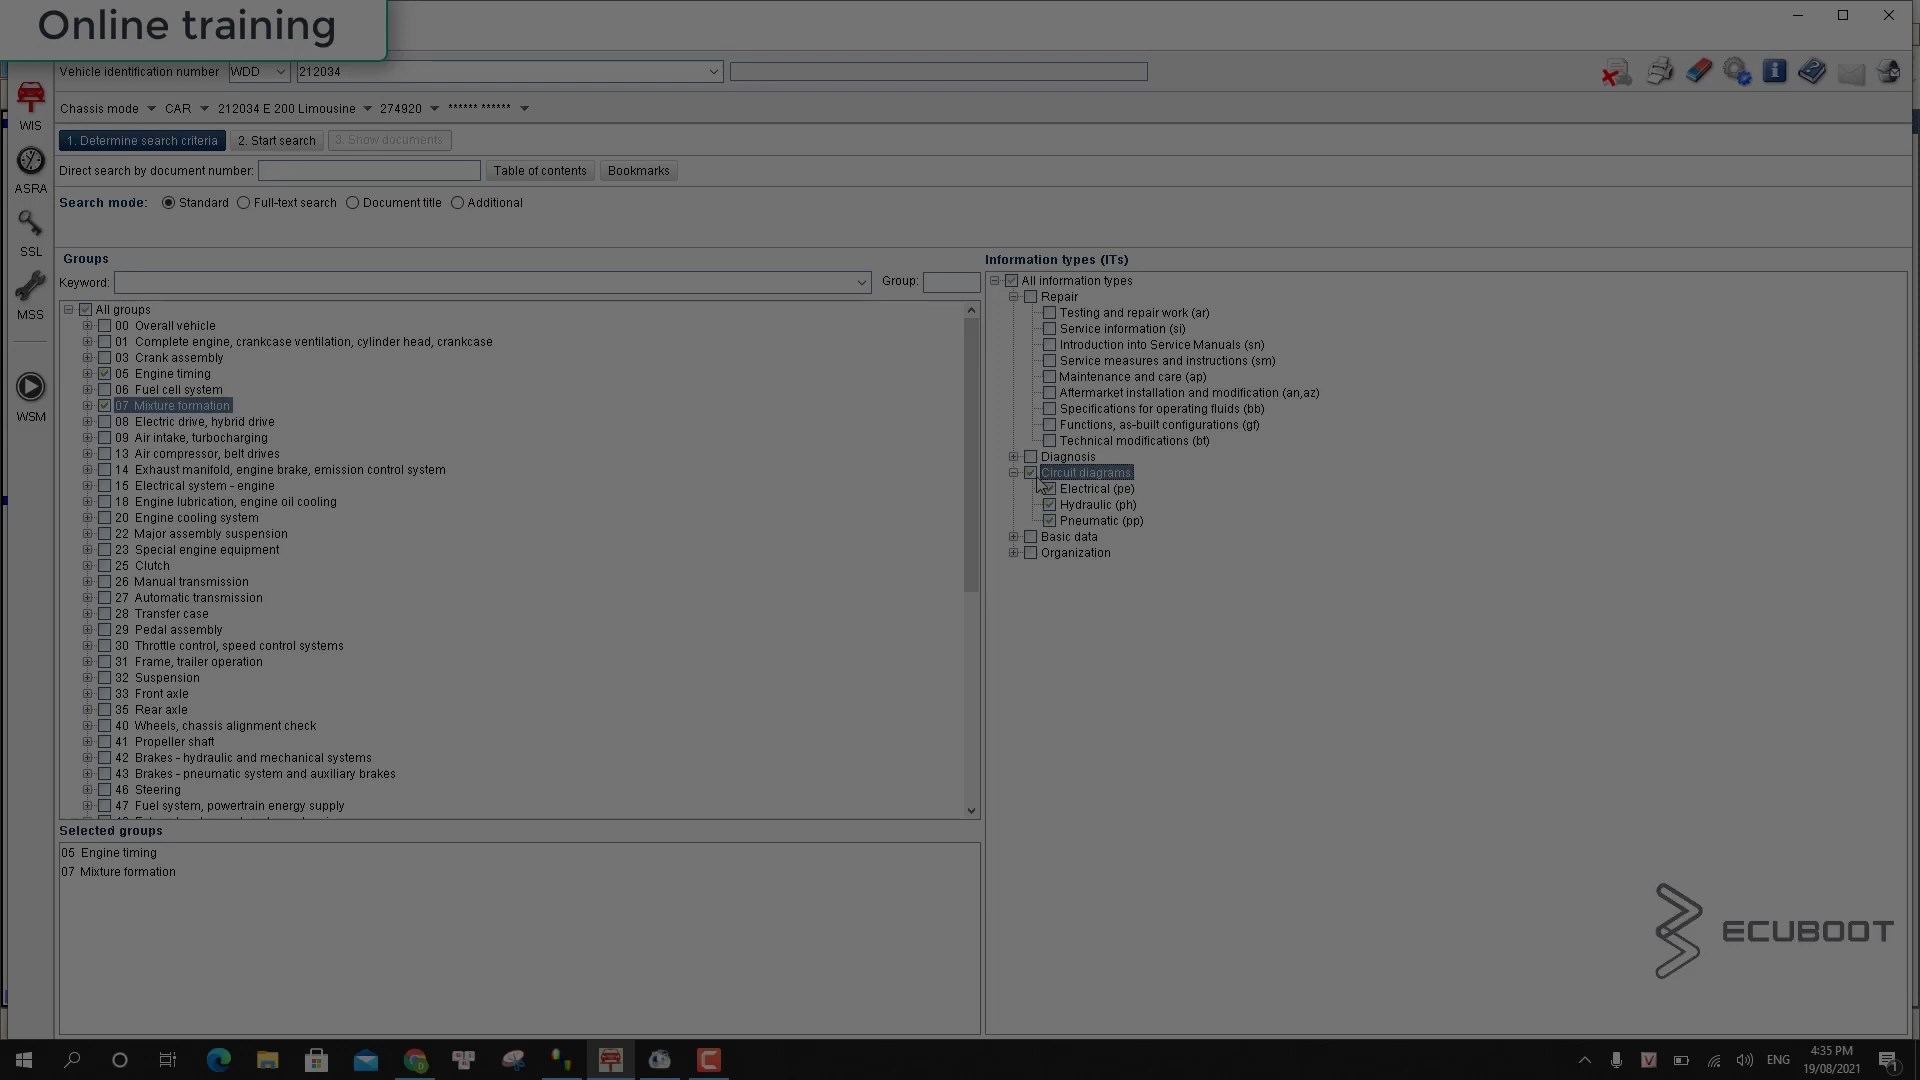 Online training
Vehicle identification number WDD 212034
Chassis mode CAR 212034 E 200 Limousine 274920 ****** ******
1. Determine search criteria 2. Start search 3. Show documents
Direct search by document number: Table of contents Bookmarks
Search mode: Standard Full-text search Document title Additional
WIS
ASRA
SSL
MSS
WSM
Groups
Keyword: Group:
All groups
00 Overall vehicle
01 Complete engine, crankcase ventilation, cylinder head, crankcase
03 Crank assembly
05 Engine timing
06 Fuel cell system
07 Mixture formation
08 Electric drive, hybrid drive
09 Air intake, turbocharging
13 Air compressor, belt drives
14 Exhaust manifold, engine brake, emission control system
15 Electrical system - engine
18 Engine lubrication, engine oil cooling
20 Engine cooling system
22 Major assembly suspension
23 Special engine equipment
25 Clutch
26 Manual transmission
27 Automatic transmission
28 Transfer case
29 Pedal assembly
30 Throttle control, speed control systems
31 Frame, trailer operation
32 Suspension
33 Front axle
35 Rear axle
40 Wheels, chassis alignment check
41 Propeller shaft
42 Brakes - hydraulic and mechanical systems
43 Brakes - pneumatic system and auxiliary brakes
46 Steering
47 Fuel system, powertrain energy supply
Selected groups
05 Engine timing
07 Mixture formation
Information types (ITs)
All information types
Repair
Testing and repair work (ar)
Service information (si)
Introduction into Service Manuals (sn)
Service measures and instructions (sm)
Maintenance and care (ap)
Aftermarket installation and modification (an,az)
Specifications for operating fluids (bb)
Functions, as-built configurations (gf)
Technical modifications (bt)
Diagnosis
Circuit diagrams
Electrical (pe)
Hydraulic (ph)
Pneumatic (pp)
Basic data
Organization
ECUBOOT
ENG
4:35 PM
19/08/2021